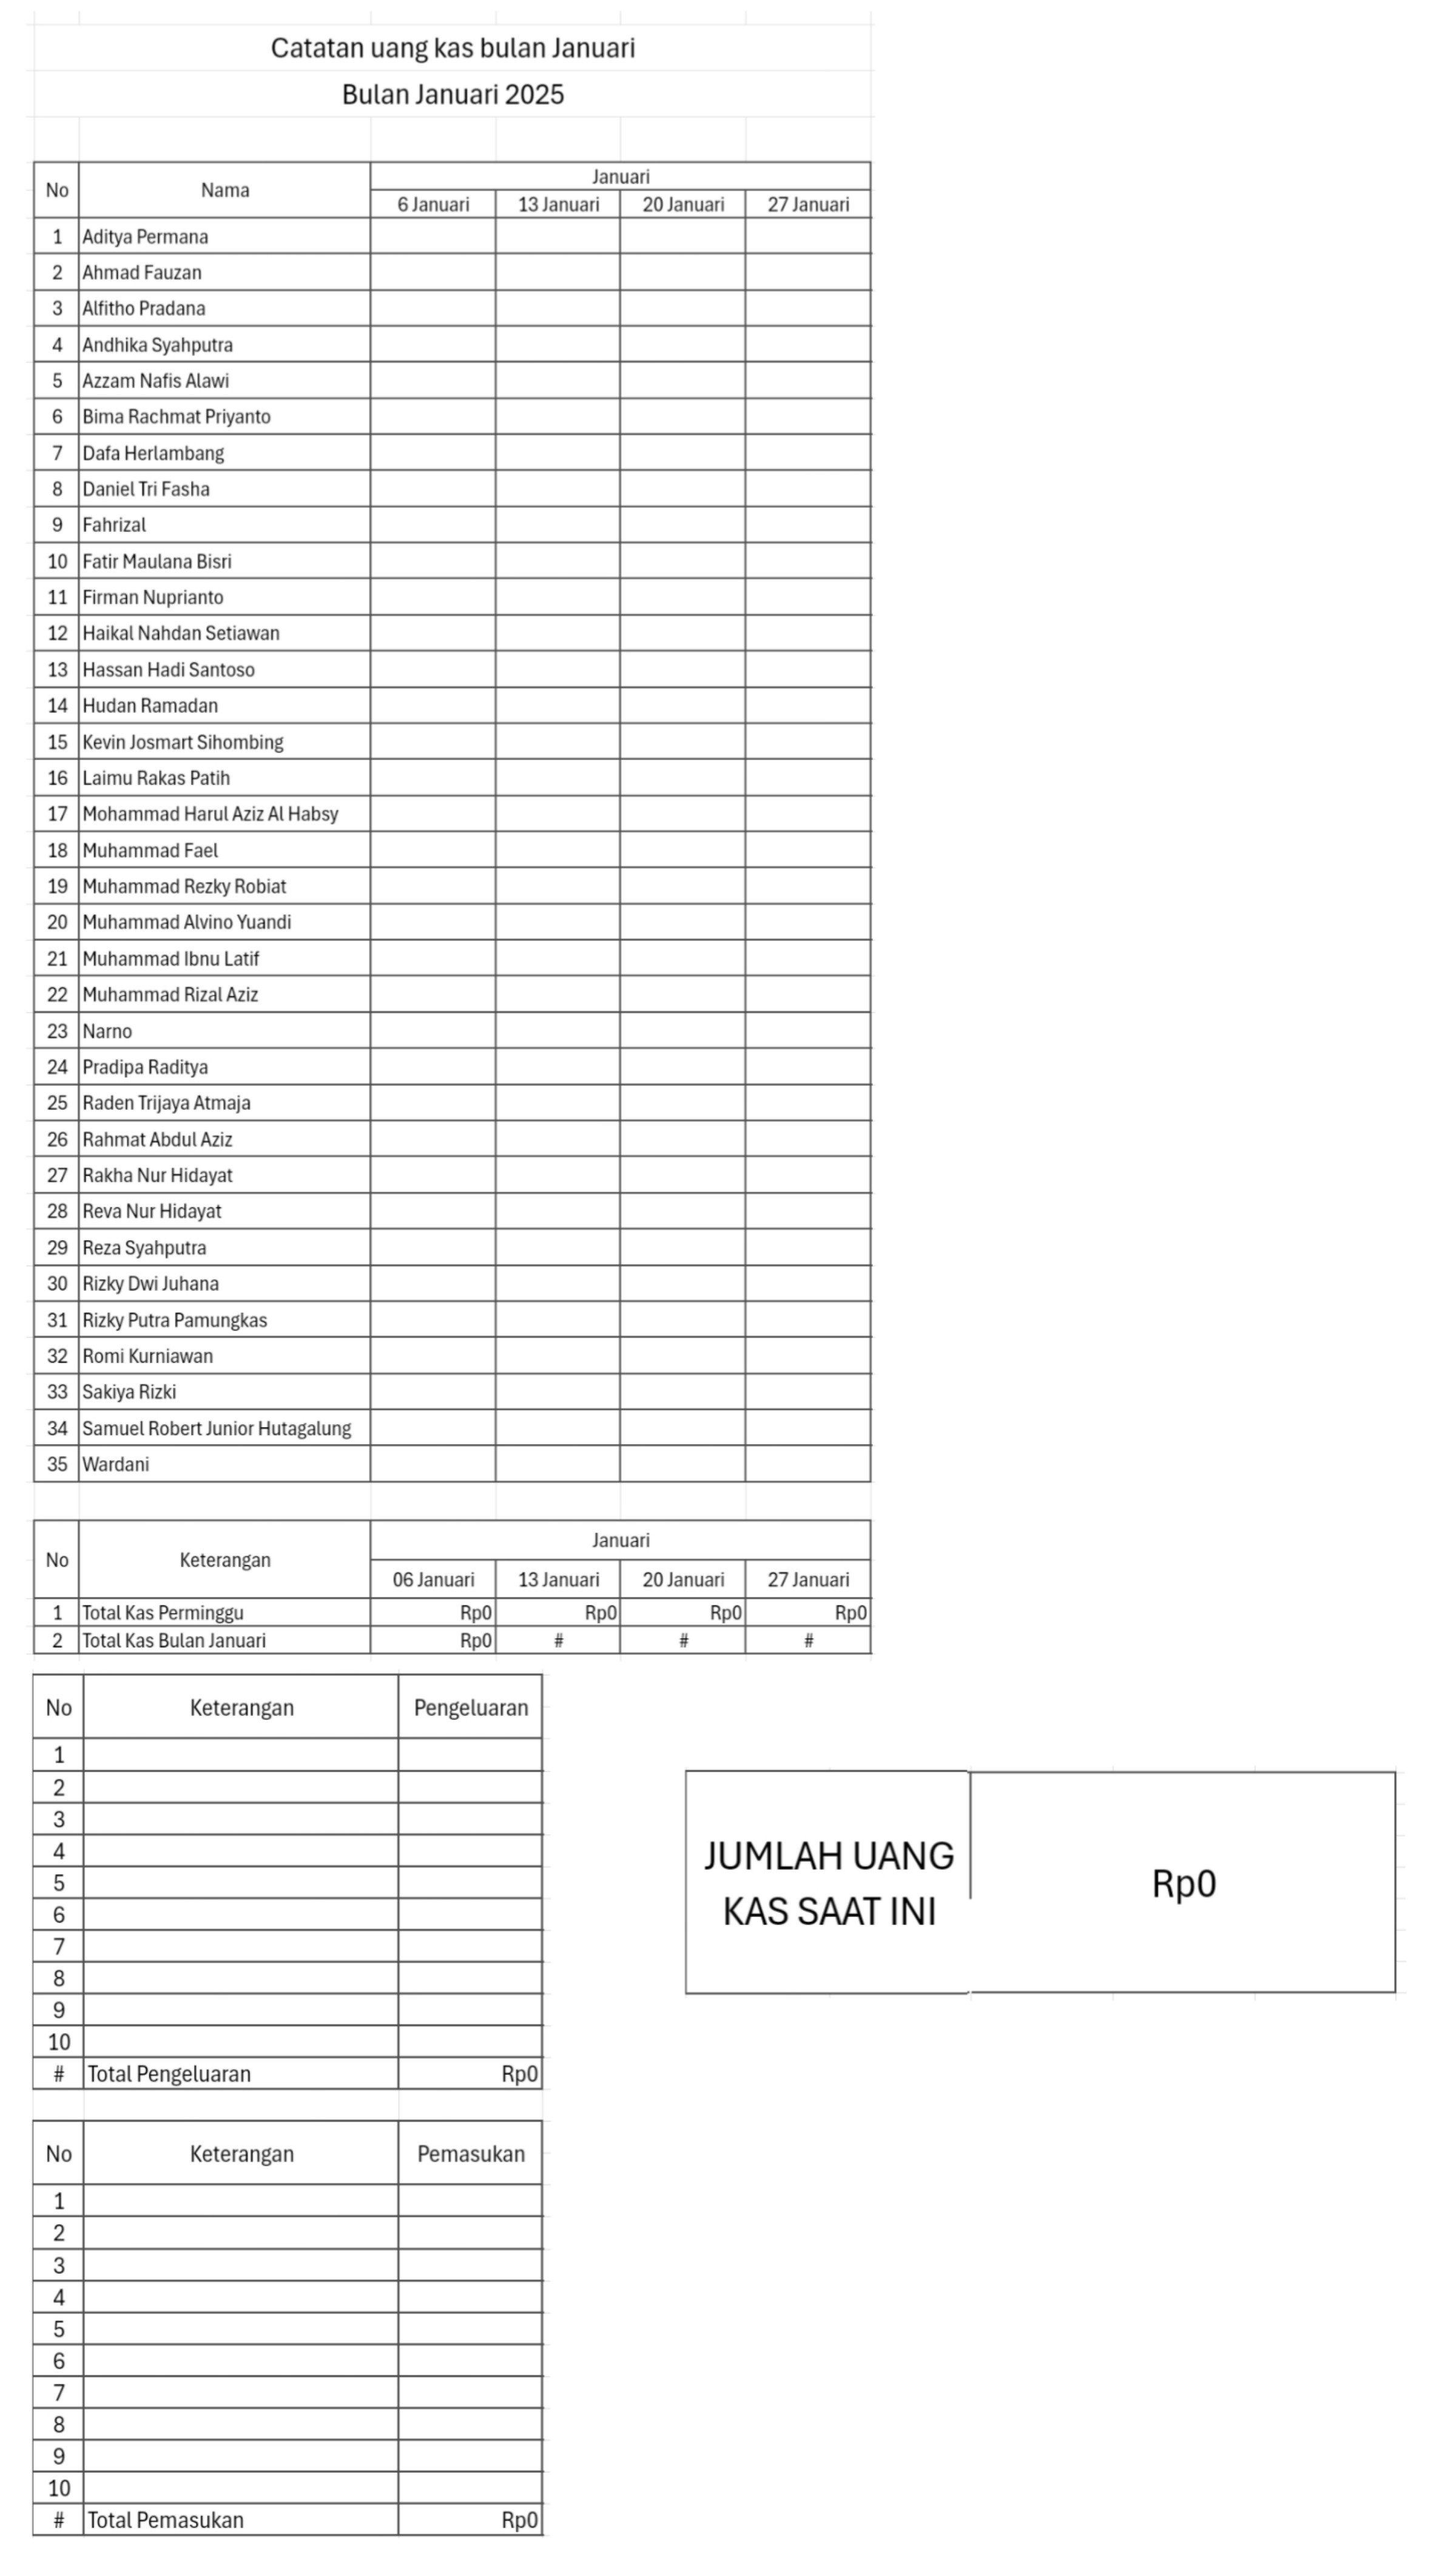 Catatan uang kas bulan Januari
Bulan Januari 2025
No Nama Januari
6 Januari 13 Januari 20 Januari 27 Januari
1 Aditya Permana
2 Ahmad Fauzan
3 Alfitho Pradana
4 Andhika Syahputra
5 Azzam Nafis Alawi
6 Bima Rachmat Priyanto
7 Dafa Herlambang
8 Daniel Tri Fasha
9 Fahrizal
10 Fatir Maulana Bisri
11 Firman Nuprianto
12 Haikal Nahdan Setiawan
13 Hassan Hadi Santoso
14 Hudan Ramadan
15 Kevin Josmart Sihombing
16 Laimu Rakas Patih
17 Mohammad Harul Aziz Al Habsy
18 Muhammad Fael
19 Muhammad Rezky Robiat
20 Muhammad Alvino Yuandi
21 Muhammad Ibnu Latif
22 Muhammad Rizal Aziz
23 Narno
24 Pradipa Raditya
25 Raden Trijaya Atmaja
26 Rahmat Abdul Aziz
27 Rakha Nur Hidayat
28 Reva Nur Hidayat
29 Reza Syahputra
30 Rizky Dwi Juhana
31 Rizky Putra Pamungkas
32 Romi Kurniawan
33 Sakiya Rizki
34 Samuel Robert Junior Hutagalung
35 Wardani
No Keterangan Januari
06 Januari 13 Januari 20 Januari 27 Januari
1 Total Kas Perminggu Rp0 Rp0 Rp0 Rp0
2 Total Kas Bulan Januari Rp0 # # #
No Keterangan Pengeluaran
1
2
3
4
5
6
7
8
9
10
# Total Pengeluaran Rp0
JUMLAH UANG
KAS SAAT INI
Rp0
No Keterangan Pemasukan
1
2
3
4
5
6
7
8
9
10
# Total Pemasukan Rp0